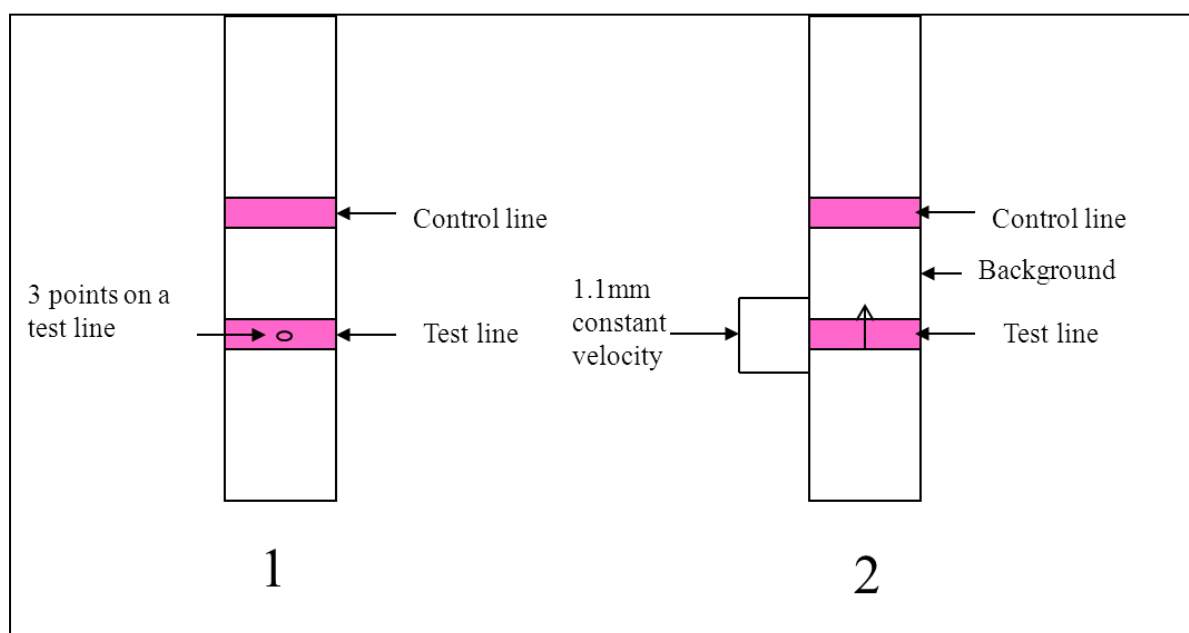 Control line
3 points on a
test line
Test line
1
Control line
Background
1.1mm
constant
velocity
Test line
2